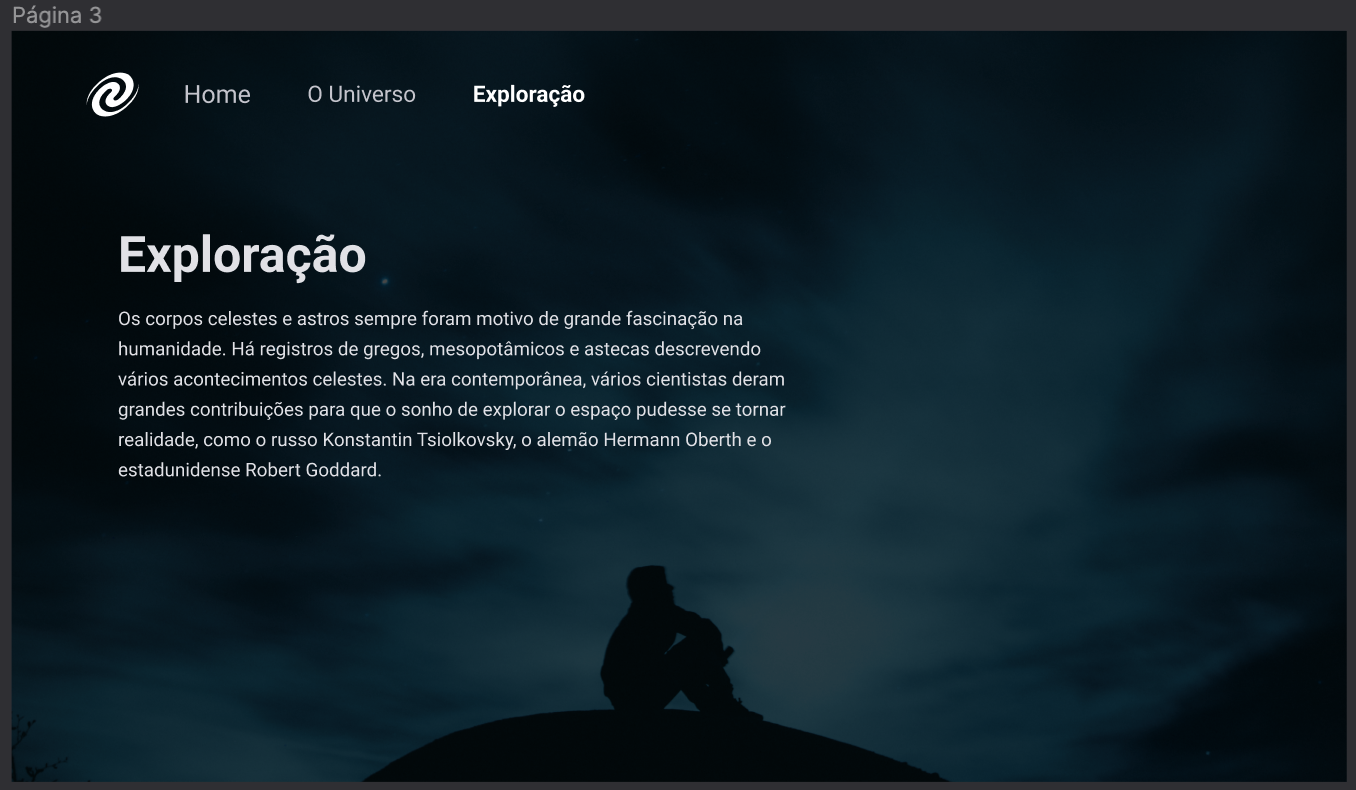 Página 3
Home
O Universo
Exploração
Exploração
Os corpos celestes e astros sempre foram motivo de grande fascinação na
humanidade. Há registros de gregos, mesopotâmicos e astecas descrevendo
vários acontecimentos celestes. Na era contemporânea, vários cientistas deram
grandes contribuições para que o sonho de explorar o espaço pudesse se tornar
realidade, como o russo Konstantin Tsiolkovsky, o alemão Hermann Oberth e o
estadunidense Robert Goddard.